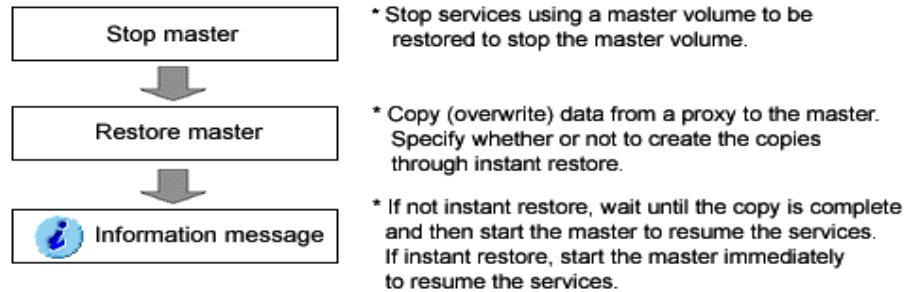 Stop master
* Stop services using a master volume to be
restored to stop the master volume.
Restore master
* Copy (overwrite) data from a proxy to the master.
Specify whether or not to create the copies
through instant restore.
Information message
* If not instant restore, wait until the copy is complete
and then start the master to resume the services.
If instant restore, start the master immediately
to resume the services.